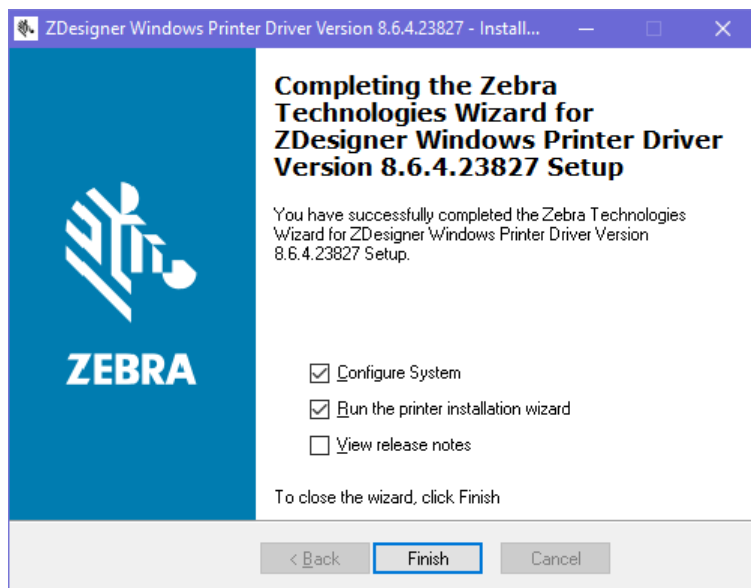 ZDesigner Windows Printer Driver Version 8.6.4.23827 - Install...
Completing the Zebra
Technologies Wizard for
ZDesigner Windows Printer Driver
Version 8.6.4.23827 Setup
You have successfully completed the Zebra Technologies
Wizard for ZDesigner Windows Printer Driver Version
8.6.4.23827 Setup.
ZEBRA
Configure System
Run the printer installation wizard
View release notes
To close the wizard, click Finish
< Back Finish Cancel